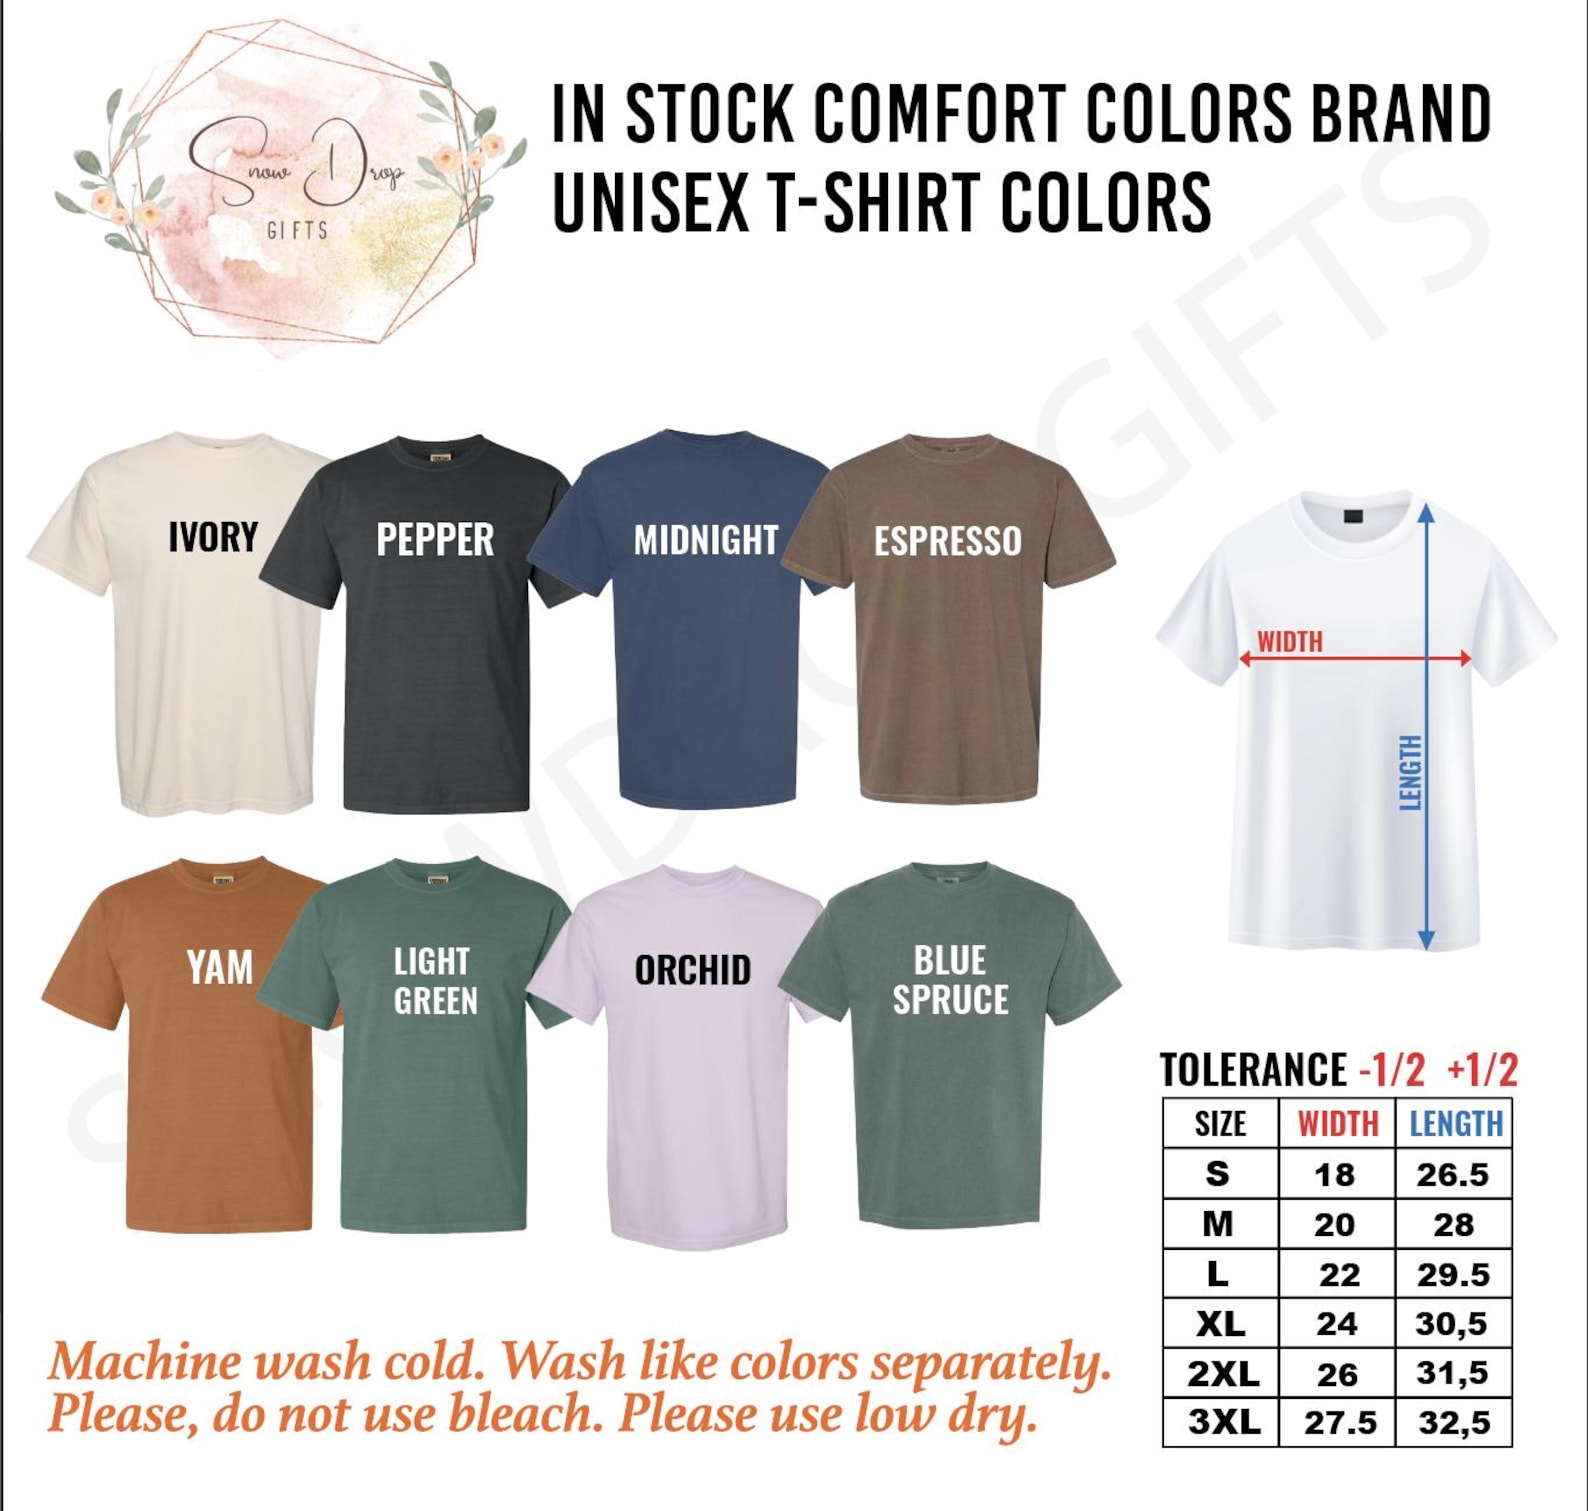 Snow Drop
GIFTS
IN STOCK COMFORT COLORS BRAND
UNISEX T-SHIRT COLORS
IVORY
PEPPER
MIDNIGHT
ESPRESSO
WIDTH
LENGTH
YAM
LIGHT
GREEN
ORCHID
BLUE
SPRUCE
TOLERANCE -1/2 +1/2
SIZE WIDTH LENGTH
S 18 26.5
M 20 28
L 22 29.5
XL 24 30,5
2XL 26 31,5
3XL 27.5 32,5
Machine wash cold. Wash like colors separately.
Please, do not use bleach. Please use low dry.
GIFTS